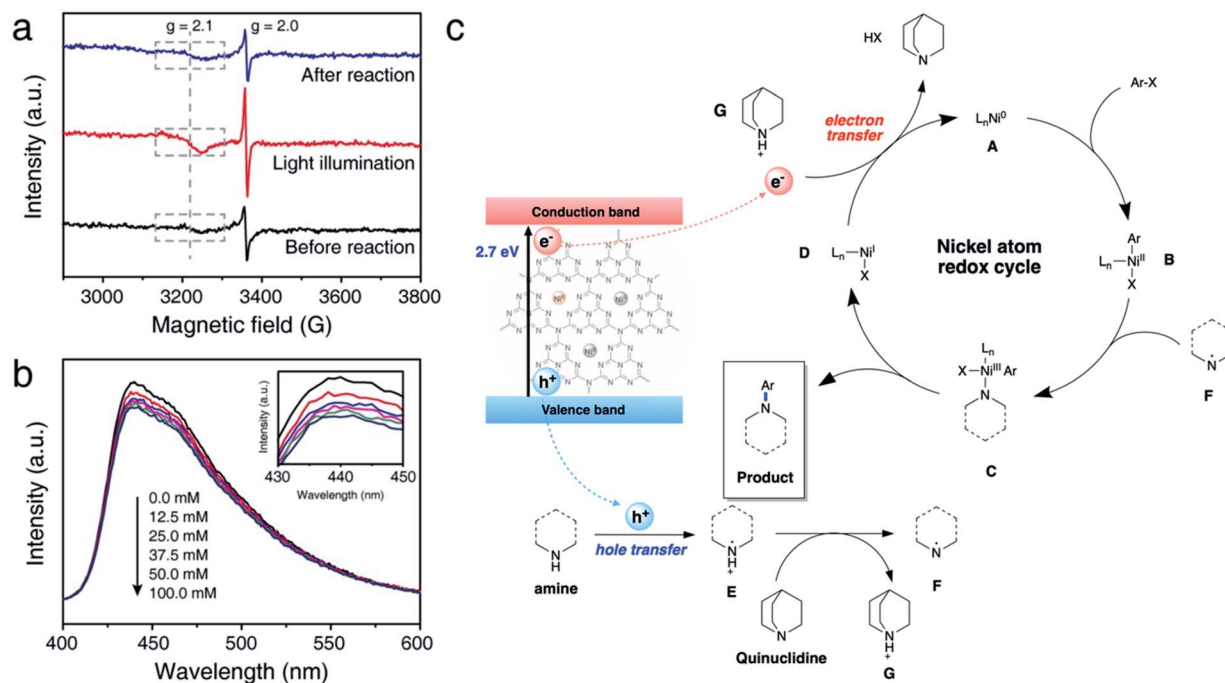 a
g = 2.1
g = 2.0
After reaction
Light illumination
Before reaction
Intensity (a.u.)
3000
3200
3400
3600
3800
Magnetic field (G)
b
Intensity (a.u.)
0.0 mM
12.5 mM
25.0 mM
37.5 mM
50.0 mM
100.0 mM
Intensity (a.u.)
430
440
450
Wavelength (nm)
400
450
500
550
600
Wavelength (nm)
c
HX
N
G
N
H
+
electron
transfer
e-
LnNi0
A
Ar-X
Conduction band
e-
2.7 eV
h+
Valence band
D
Ln
NiI
X
Nickel atom
redox cycle
Ar
Ln
NiII
X
B
Ln
X
NiIII
Ar
N
C
N
F
Ar
N
Product
h+
N
H
amine
hole transfer
N
H
+
E
N
Quinuclidine
N
H
+
G
N
F